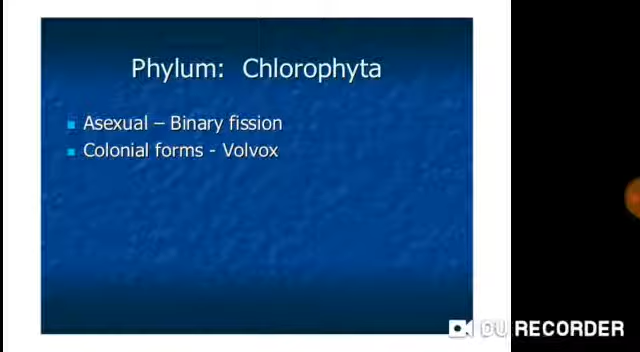 Phylum: Chlorophyta
Asexual – Binary fission
Colonial forms - Volvox
DU RECORDER